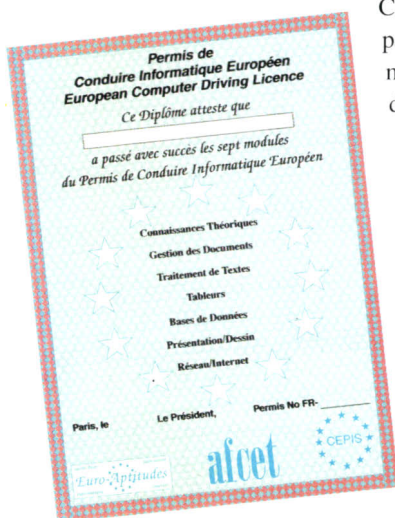 Permis de
Conduire Informatique Européen
European Computer Driving Licence
Ce Diplôme atteste que
a passé avec succès les sept modules
du Permis de Conduire Informatique Européen
Connaissances Théoriques
Gestion des Documents
Traitement de Textes
Tableurs
Bases de Données
Présentation/Dessin
Réseau/Internet
Paris, le Le Président, Permis No FR-
Euro-Aptitudes afcet CEPIS